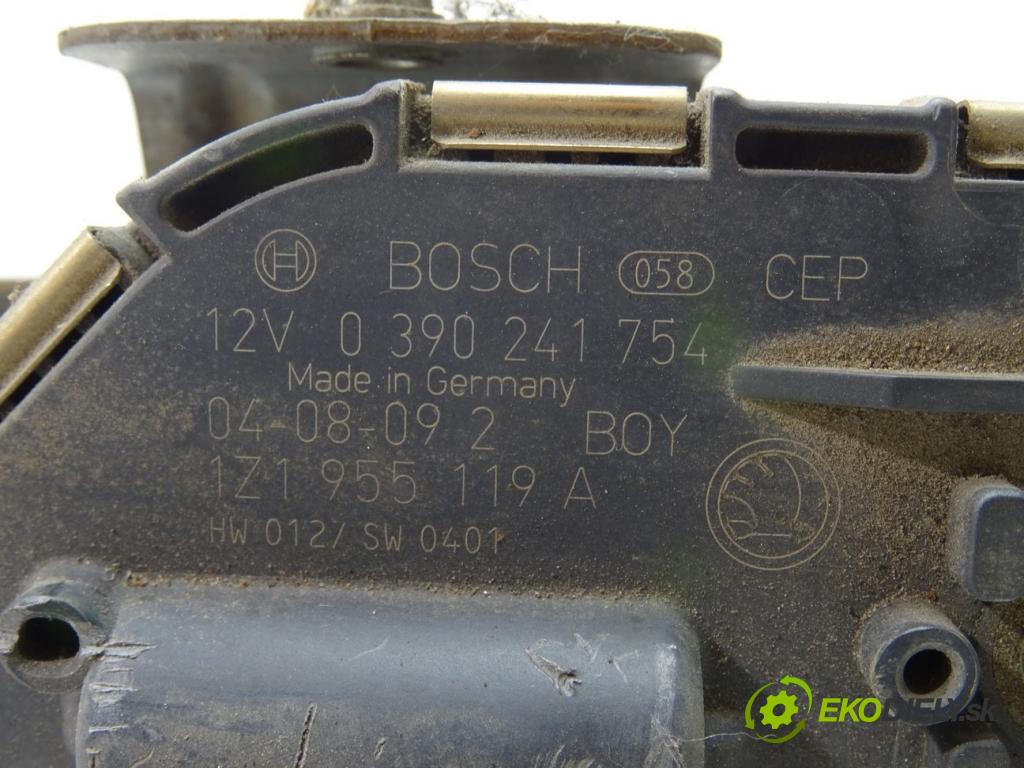 BOSCH 058 CEP
12V 0 390 241 754
Made in Germany
04-08-09 2 BOY
1Z1 955 119 A
HW 012/ SW 0401
EKODIELY.sk